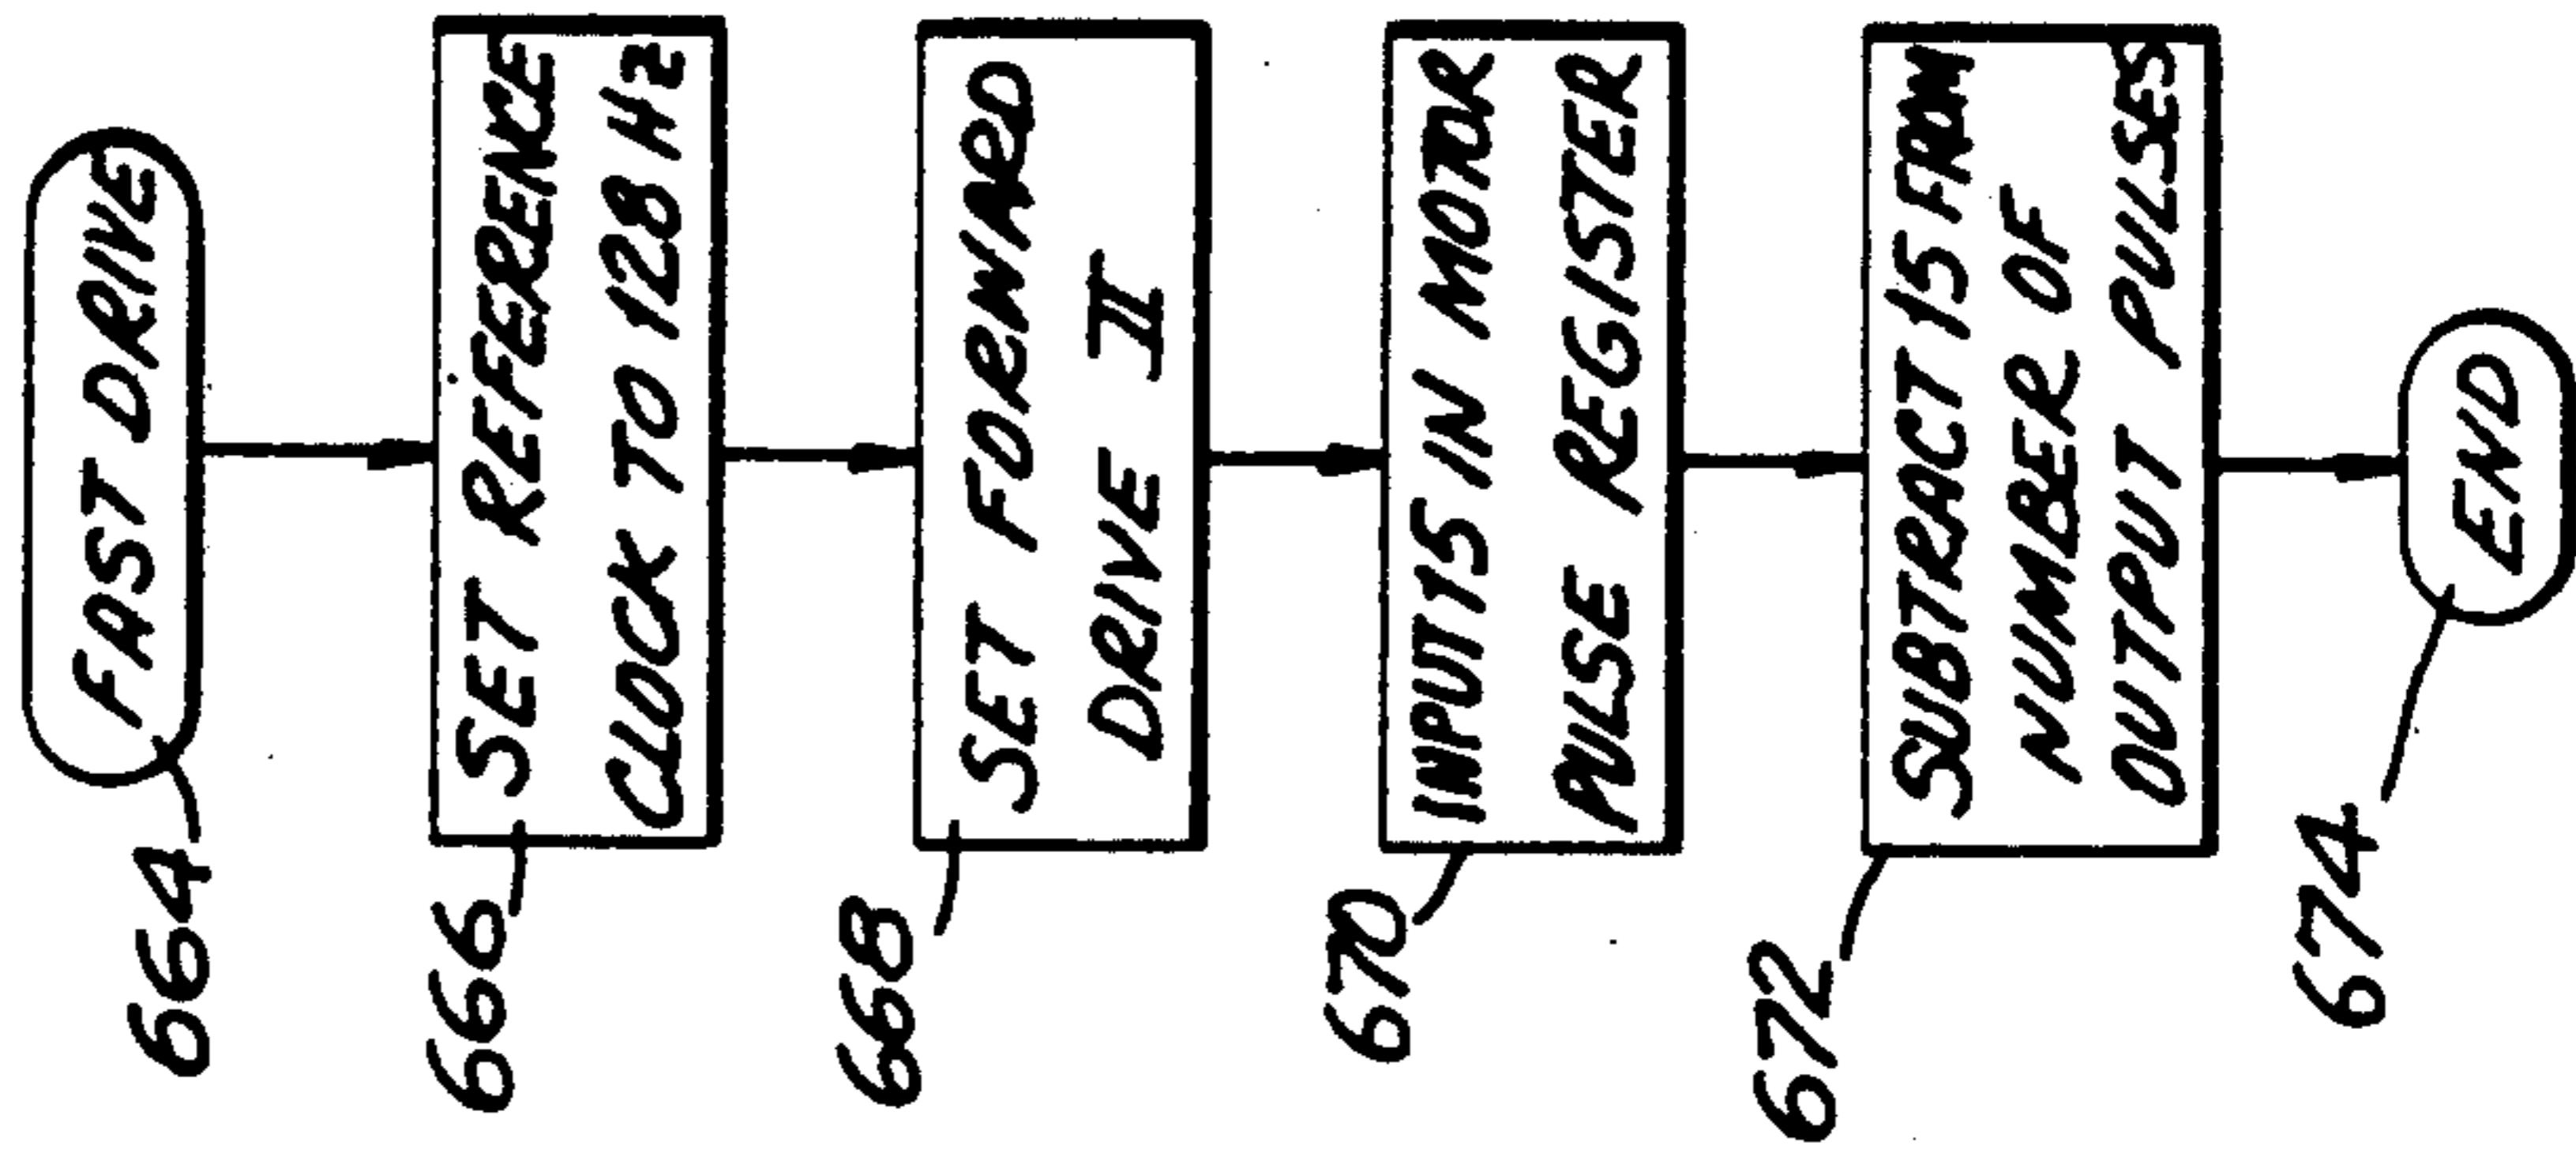 FAST DRIVE
664
SET REFERENCE
CLOCK TO 128 Hz
666
SET FORWARD
DRIVE II
668
INPUT 15 IN MOTOR
PULSE REGISTER
670
SUBTRACT 15 FROM
NUMBER OF
OUTPUT PULSES
672
END
674